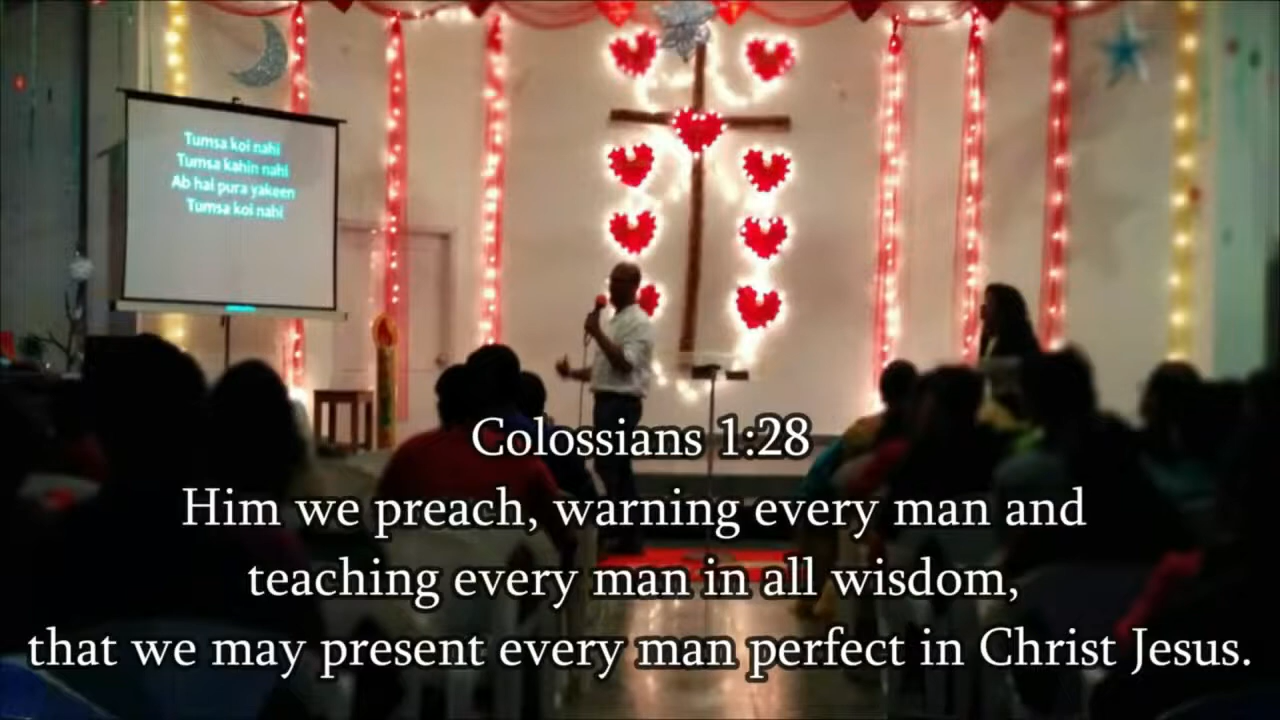 Tumsa koi nahi
Tumsa kahin nahi
Ab hai pura yakeen
Tumsa koi nahi
Colossians 1:28
Him we preach, warning every man and
teaching every man in all wisdom,
that we may present every man perfect in Christ Jesus.